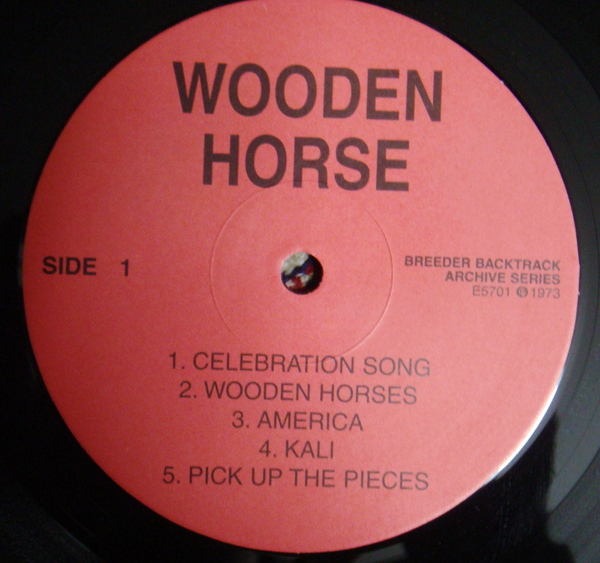 WOODEN
HORSE
SIDE 1
BREEDER BACKTRACK
ARCHIVE SERIES
E5701 ℗ 1973
1. CELEBRATION SONG
2. WOODEN HORSES
3. AMERICA
4. KALI
5. PICK UP THE PIECES